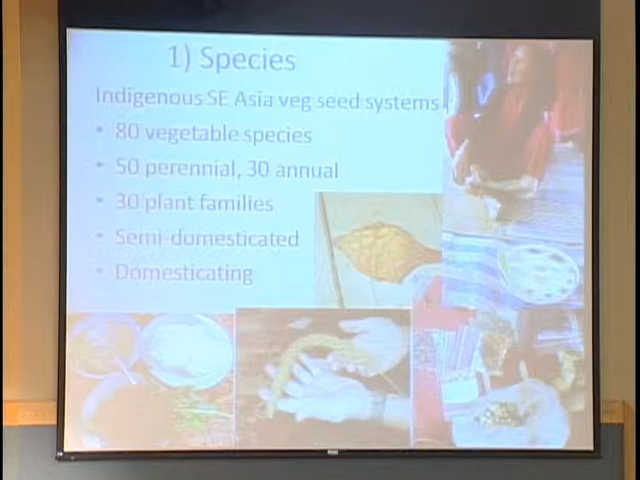 1) Species
Indigenous SE Asia veg seed systems
• 80 vegetable species
• 50 perennial, 30 annual
• 30 plant families
• Semi-domesticated
• Domesticating